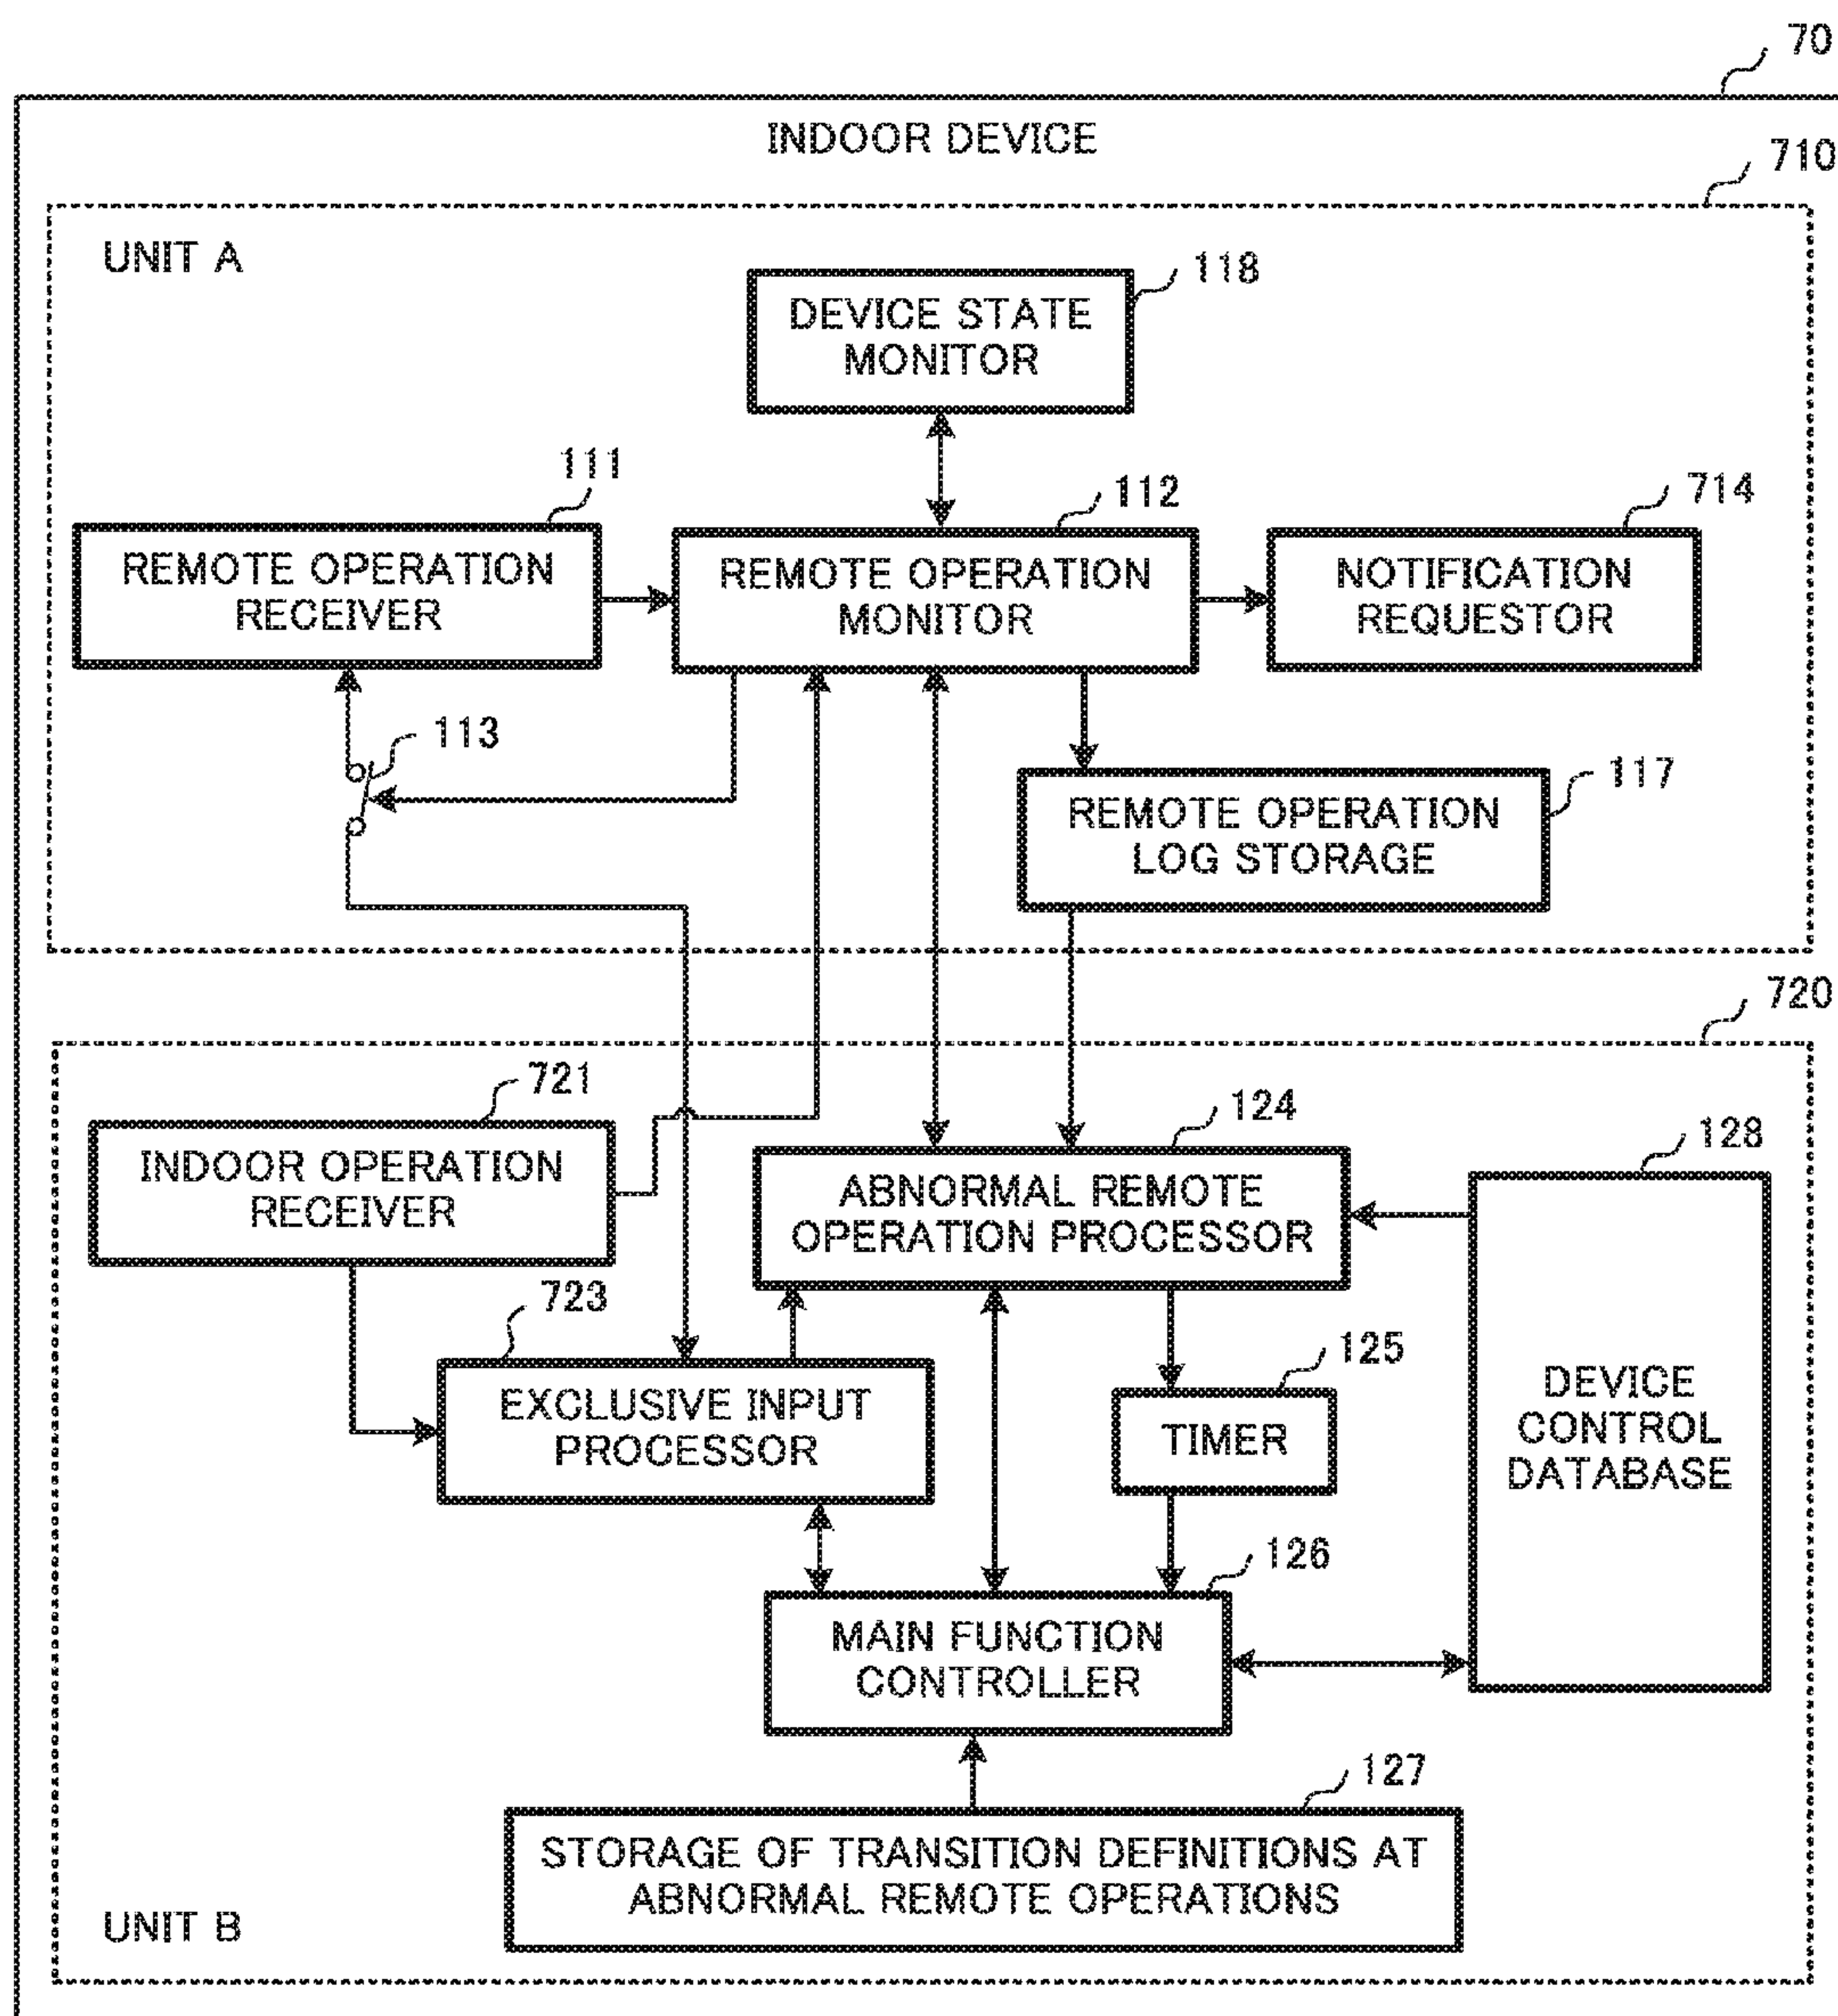 70
INDOOR DEVICE
710
UNIT A
118
DEVICE STATE
MONITOR
111
112
714
REMOTE OPERATION
RECEIVER
REMOTE OPERATION
MONITOR
NOTIFICATION
REQUESTOR
113
117
REMOTE OPERATION
LOG STORAGE
720
721
124
128
INDOOR OPERATION
RECEIVER
ABNORMAL REMOTE
OPERATION PROCESSOR
723
125
EXCLUSIVE INPUT
PROCESSOR
TIMER
DEVICE
CONTROL
DATABASE
126
MAIN FUNCTION
CONTROLLER
127
STORAGE OF TRANSITION DEFINITIONS AT
ABNORMAL REMOTE OPERATIONS
UNIT B